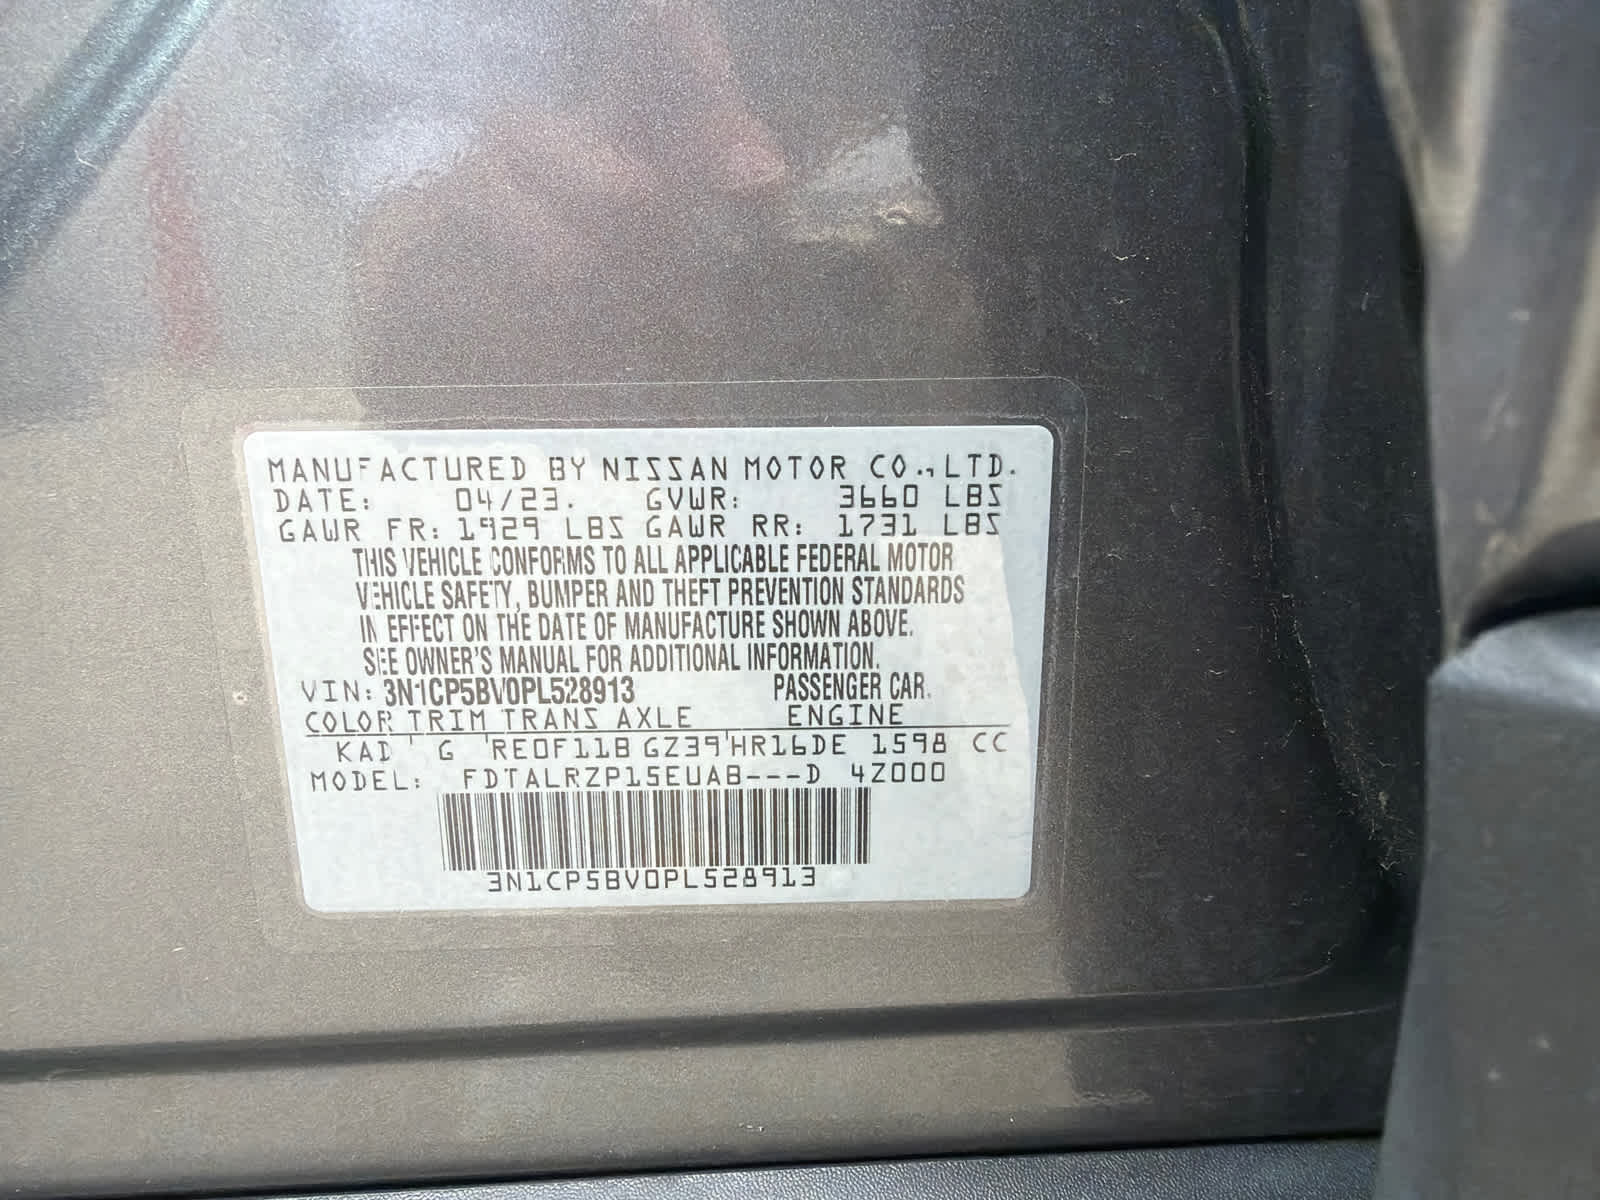 MANUFACTURED BY NISSAN MOTOR CO.,LTD.
DATE: 04/23. GVWR: 3660 LBS
GAWR FR: 1929 LBS GAWR RR: 1731 LBS
THIS VEHICLE CONFORMS TO ALL APPLICABLE FEDERAL MOTOR
VEHICLE SAFETY, BUMPER AND THEFT PREVENTION STANDARDS
IN EFFECT ON THE DATE OF MANUFACTURE SHOWN ABOVE.
SEE OWNER'S MANUAL FOR ADDITIONAL INFORMATION.
VIN: 3N1CP5BV0PL528913 PASSENGER CAR.
COLOR TRIM TRANS AXLE ENGINE
KAD G RE0F11B GZ39 HR16DE 1598 CC
MODEL: FDTALRZP15EUAB---D 4Z000
3N1CP5BV0PL528913